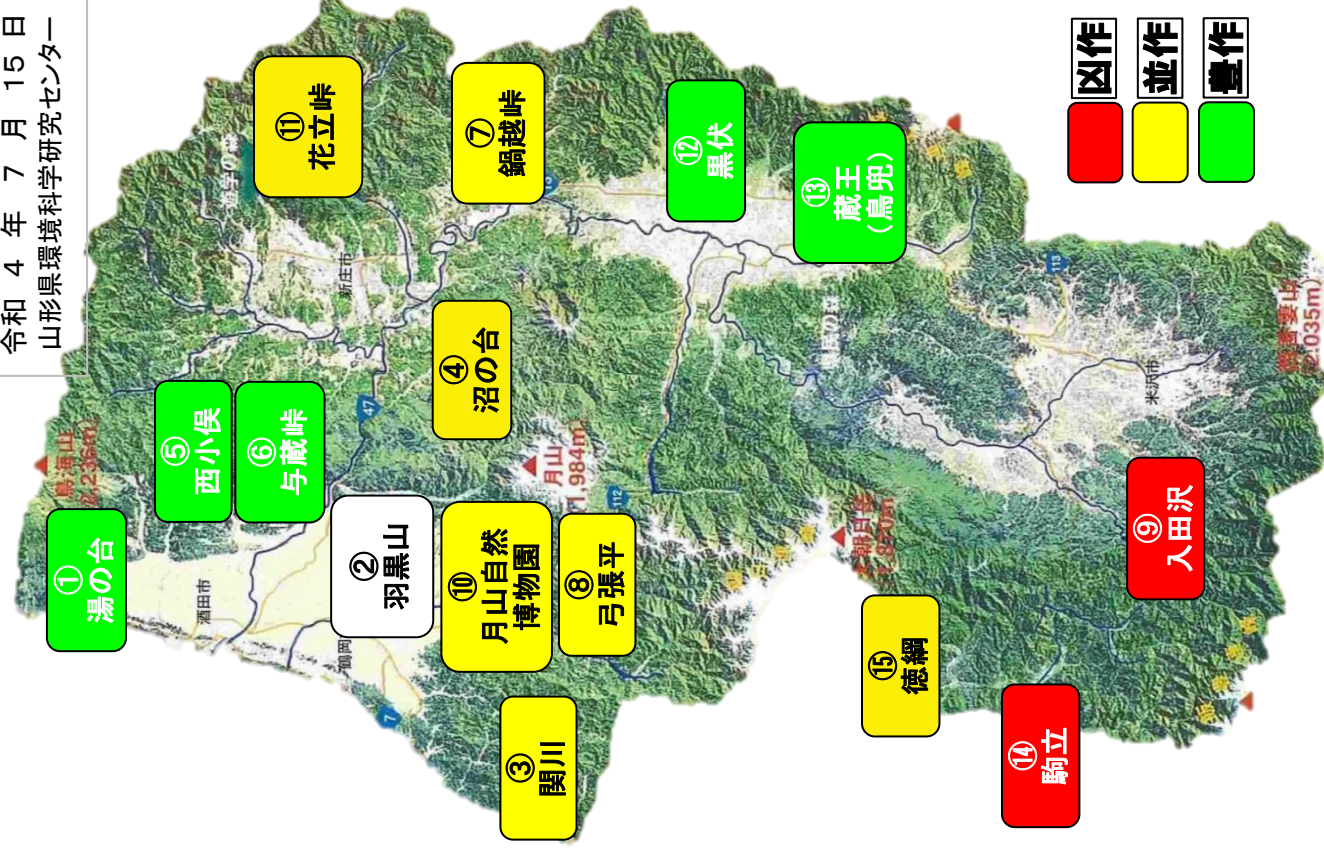 令和 4 年 7 月 15 日
山形県環境科学研究センター
⑪
花立峠
⑦
鍋越峠
⑫
黒伏
⑬
蔵王
(鳥兜)
凶作
並作
豊作
新庄市
13
④
沼の台
⑤
西小俣
⑥
与蔵峠
47
鳥海山
2,236m
月山
1,984m
112
113
米沢市
①
湯の台
酒田市
②
羽黒山
鶴岡
⑩
月山自然
博物園
⑧
弓張平
7
③
関川
⑮
徳網
⑨
入田沢
⑭
駒立